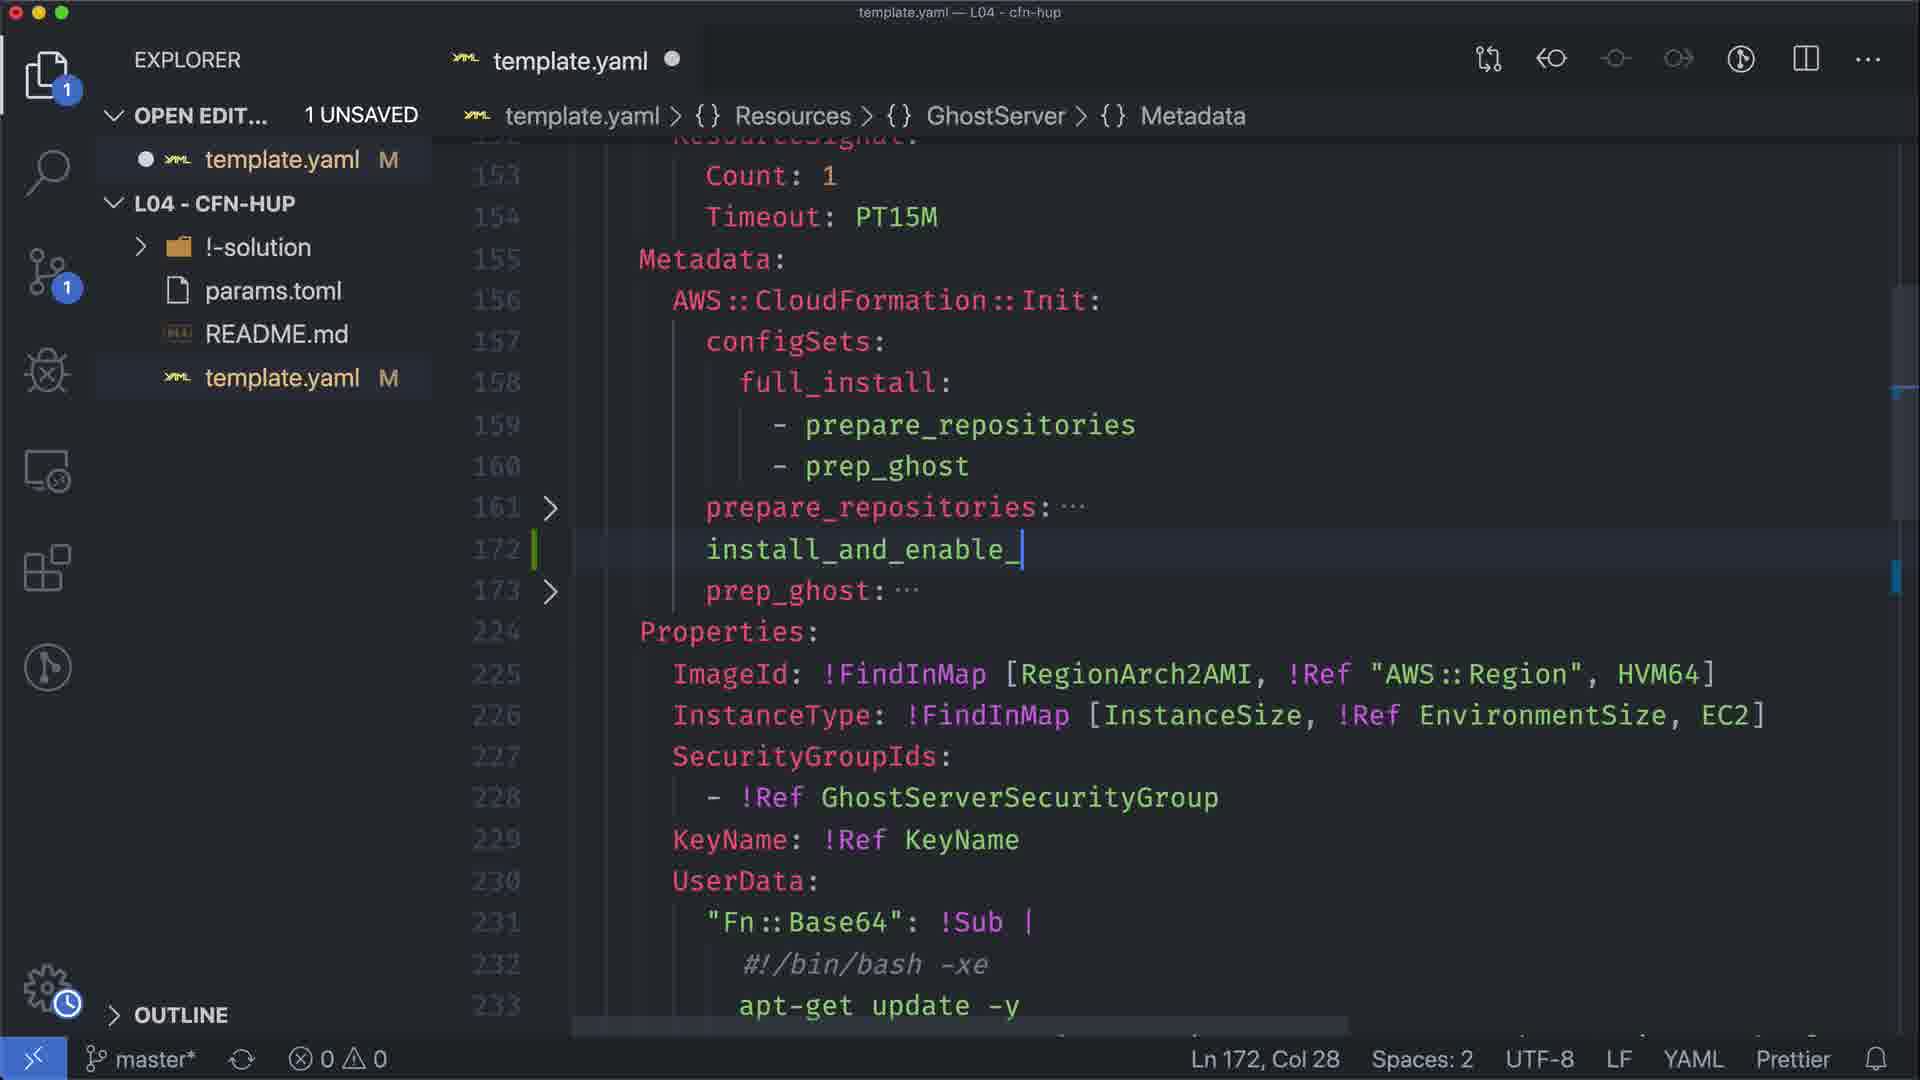 template.yaml — L04 - cfn-hup
EXPLORER
template.yaml
1
OPEN EDIT... 1 UNSAVED
template.yaml > {} Resources > {} GhostServer > {} Metadata
template.yaml M
L04 - CFN-HUP
!-solution
params.toml
README.md
template.yaml M
1
152 ResourceSignal:
153 Count: 1
154 Timeout: PT15M
155 Metadata:
156 AWS::CloudFormation::Init:
157 configSets:
158 full_install:
159 - prepare_repositories
160 - prep_ghost
161 prepare_repositories: ...
172 install_and_enable_
173 prep_ghost: ...
224 Properties:
225 ImageId: !FindInMap [RegionArch2AMI, !Ref "AWS::Region", HVM64]
226 InstanceType: !FindInMap [InstanceSize, !Ref EnvironmentSize, EC2]
227 SecurityGroupIds:
228 - !Ref GhostServerSecurityGroup
229 KeyName: !Ref KeyName
230 UserData:
231 "Fn::Base64": !Sub |
232 #!/bin/bash -xe
233 apt-get update -y
OUTLINE
master* 0 0 Ln 172, Col 28 Spaces: 2 UTF-8 LF YAML Prettier